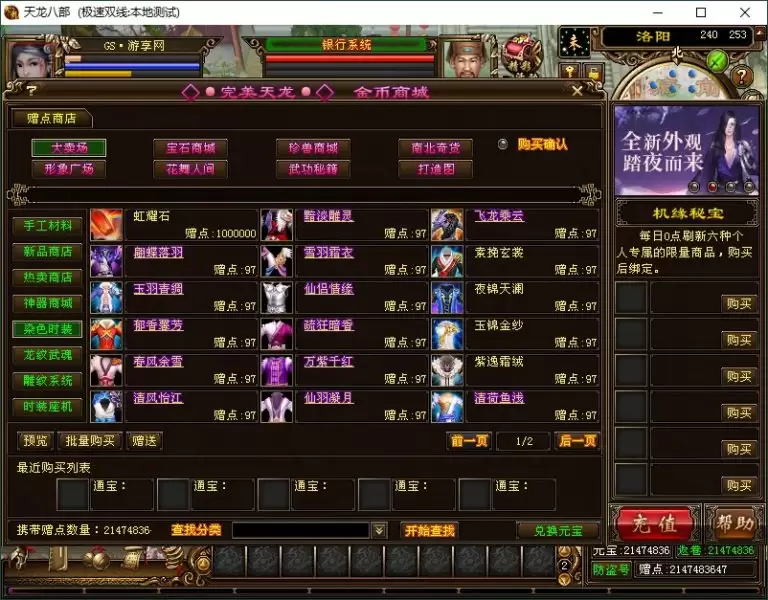 天龙八部 (极速双线:本地测试)
GS·游享网
银行系统
洛阳 240 253
北
精彩
未
?
完美天龙 金币商城
赠点商店
大卖场 宝石商城 珍兽商城 南北奇货
购买确认
形象广场 花舞人间 武功秘籍 打造图
全新外观
踏夜而来
机缘秘宝
每日0点刷新六种个
人专属的限量商品,购买
后绑定。
手工材料
新品商店
热卖商店
神器商城
染色时装
龙纹武魂
雕纹系统
时装座机
虹耀石 赠点:1000000
黯淡雕灵 赠点:97
飞龙乘云 赠点:97
翩蝶落羽 赠点:97
雪羽霜衣 赠点:97
素挽玄裳 赠点:97
玉羽青绸 赠点:97
仙侣情缘 赠点:97
夜锦天澜 赠点:97
郁香馨芳 赠点:97
疏狂暗香 赠点:97
玉锦金纱 赠点:97
春风余雪 赠点:97
万紫千红 赠点:97
紫逸霜绒 赠点:97
清风怡江 赠点:97
仙羽凝月 赠点:97
清荷鱼浅 赠点:97
购买
购买
购买
购买
购买
购买
预览 批量购买 赠送
前一页 1/2 后一页
最近购买列表
通宝: 通宝: 通宝: 通宝: 通宝:
携带赠点数量:21474836
查找分类
开始查找
兑换元宝
充值
帮助
元宝:21474836
防盗号 赠点:2147483647
2